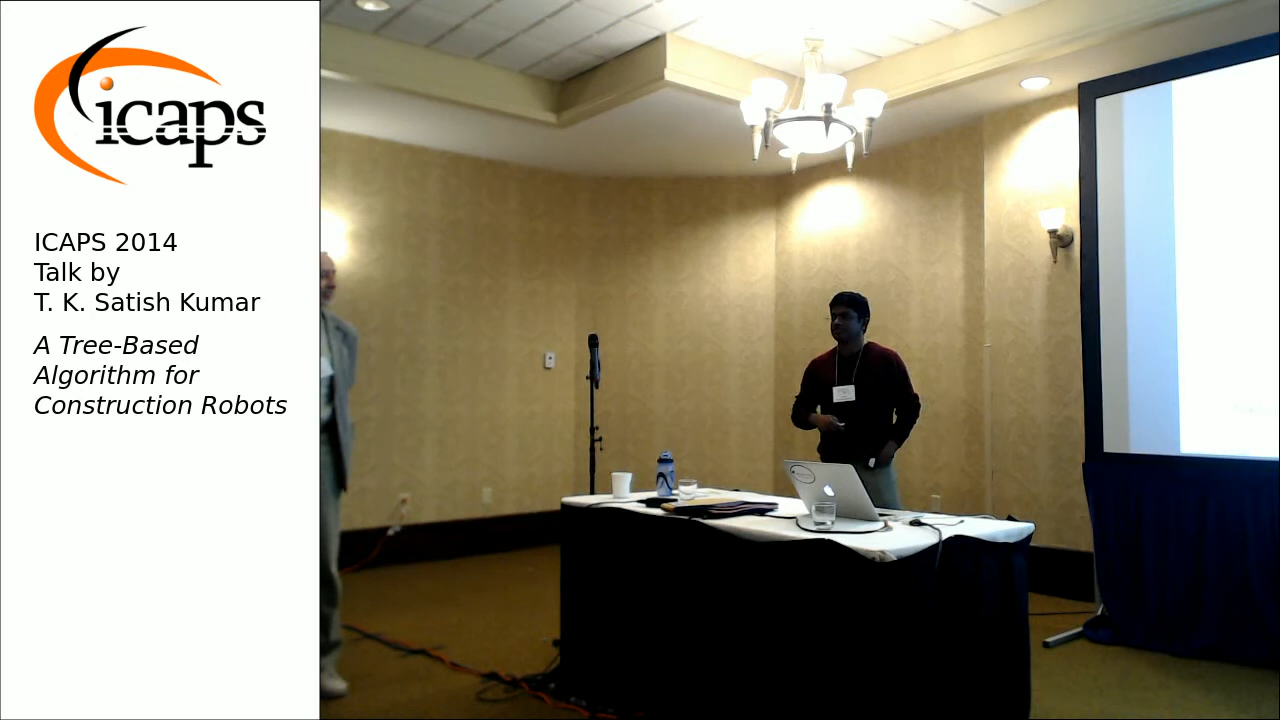 icaps
ICAPS 2014
Talk by
T. K. Satish Kumar
A Tree-Based
Algorithm for
Construction Robots